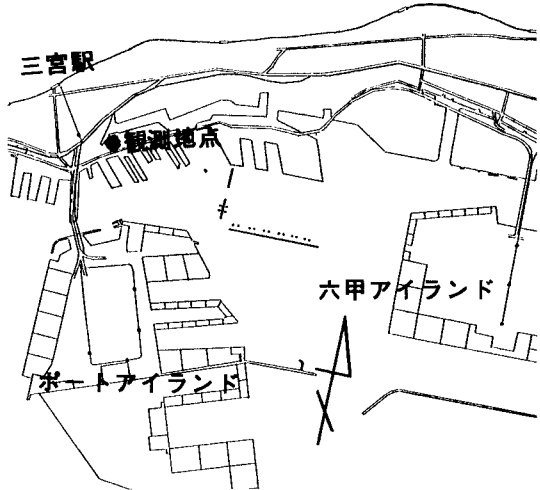 三宮駅
観測地点
六甲アイランド
ポートアイランド